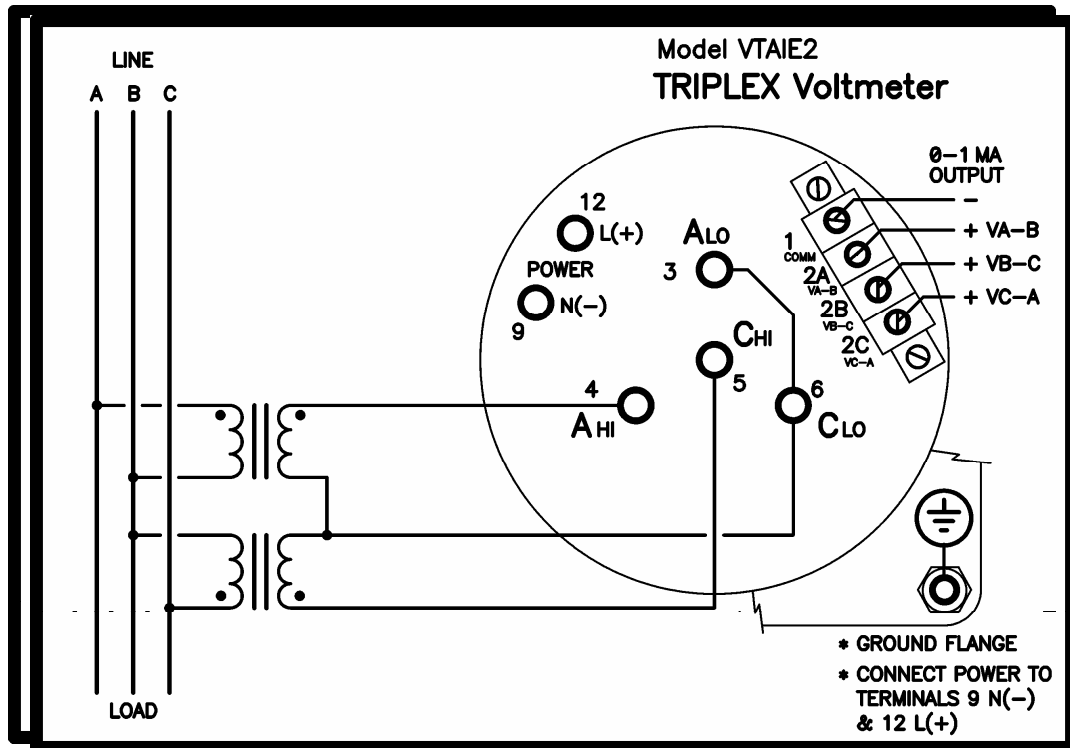 LINE
A B C
Model VTAIE2
TRIPLEX Voltmeter
0-1 MA
OUTPUT
-
+ VA-B
+ VB-C
+ VC-A
1
COMM
2A
VA-B
2B
VB-C
2C
VC-A
12
L(+)
POWER
N(-)
9
ALO
3
CHI
5
4
AHI
6
CLO
LOAD
* GROUND FLANGE
* CONNECT POWER TO
TERMINALS 9 N(-)
& 12 L(+)